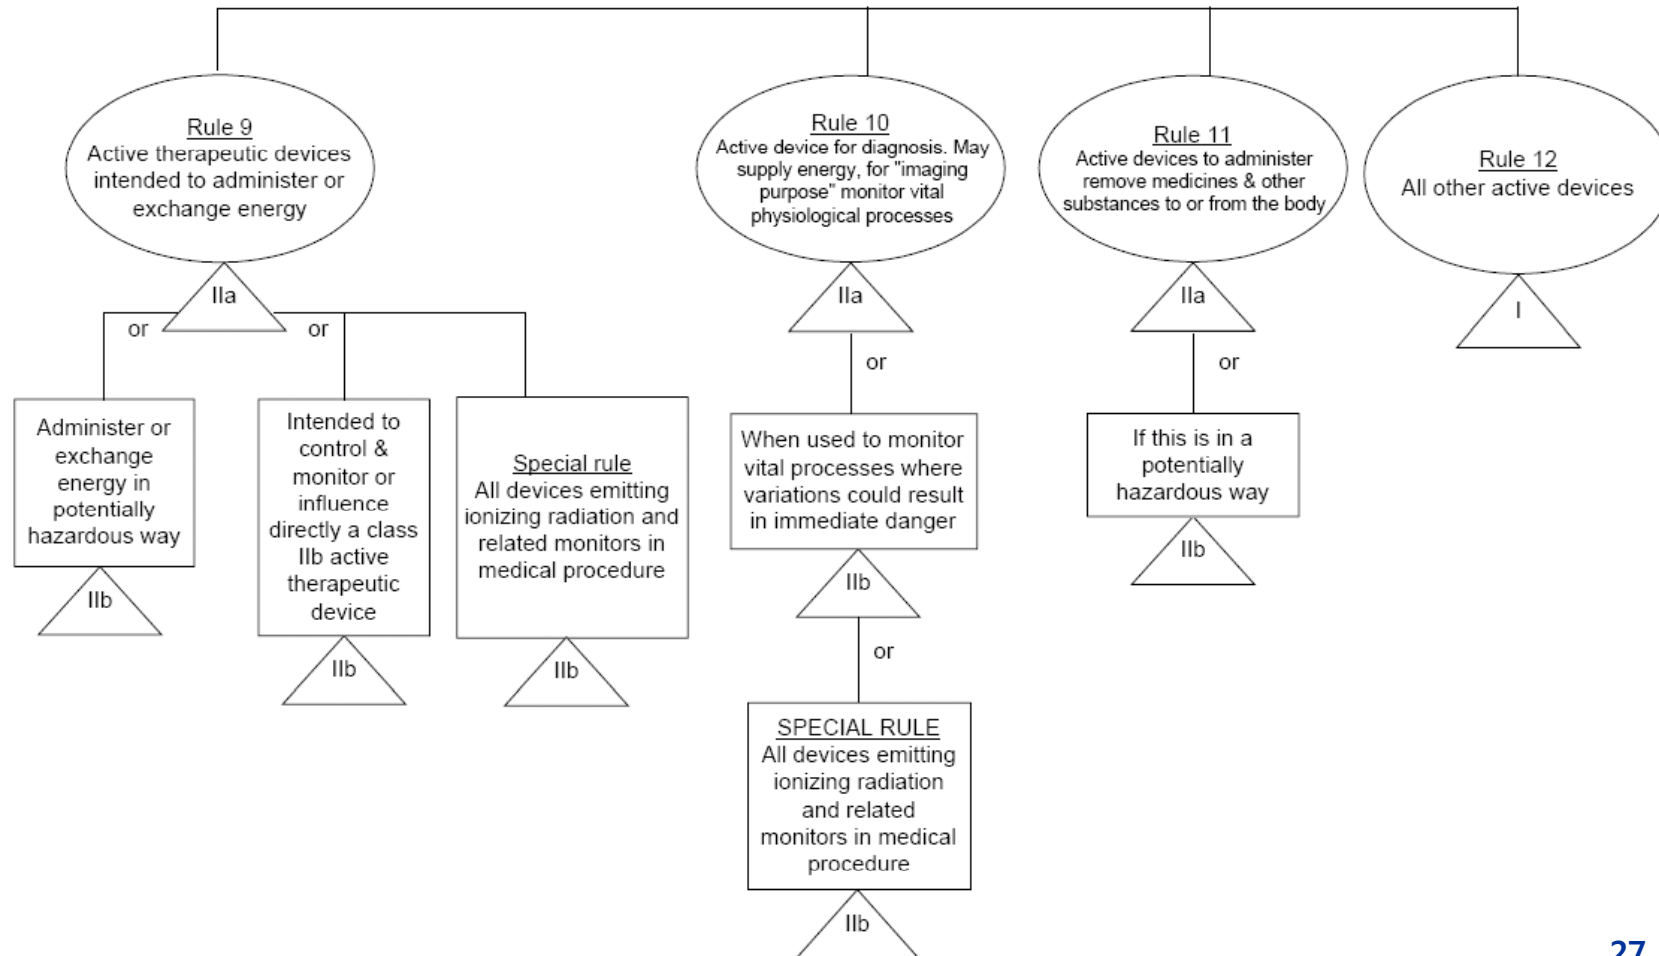 Rule 9
Active therapeutic devices
intended to administer or
exchange energy
IIa
or
or
Administer or
exchange
energy in
potentially
hazardous way
IIb
Intended to
control &
monitor or
influence
directly a class
IIb active
therapeutic
device
IIb
Special rule
All devices emitting
ionizing radiation and
related monitors in
medical procedure
IIb
Rule 10
Active device for diagnosis. May
supply energy, for "imaging
purpose" monitor vital
physiological processes
IIa
or
When used to monitor
vital processes where
variations could result
in immediate danger
IIb
or
SPECIAL RULE
All devices emitting
ionizing radiation
and related
monitors in medical
procedure
IIb
Rule 11
Active devices to administer
remove medicines & other
substances to or from the body
IIa
or
If this is in a
potentially
hazardous way
IIb
Rule 12
All other active devices
I
27